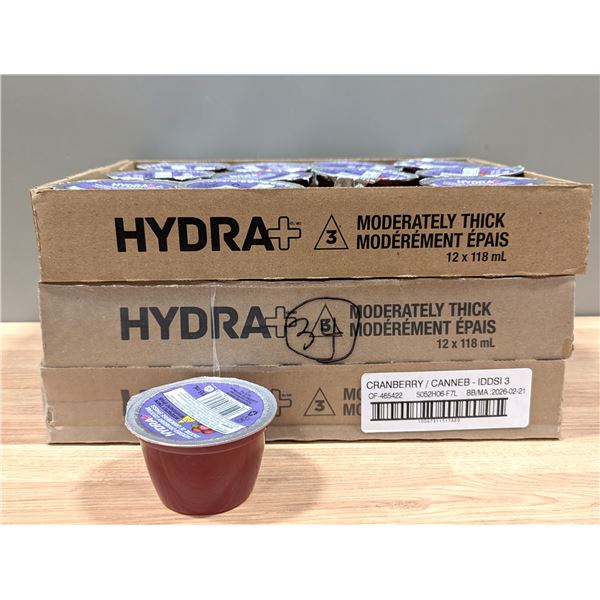 HYDRA+ 3 MODERATELY THICK
MODÉRÉMENT ÉPAIS
12 x 118 mL
HYDRA+ 3 MODERATELY THICK
MODÉRÉMENT ÉPAIS
12 x 118 mL
CRANBERRY / CANNEB - IDDSI 3
OF-465422 5052H06-F7L BB/MA :2026-02-21
HYDRA+